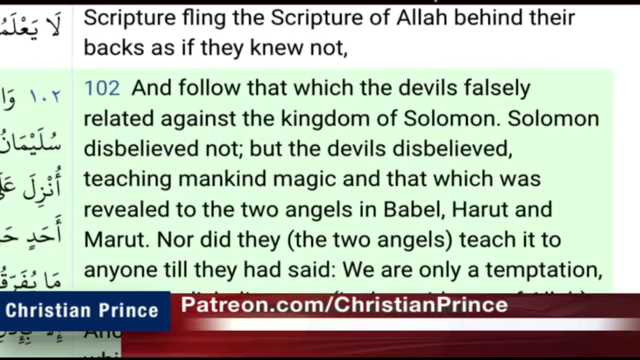 لَا يَعْلَمُ
Scripture fling the Scripture of Allah behind their
backs as if they knew not,
١٠٢ وَا
102 And follow that which the devils falsely
related against the kingdom of Solomon. Solomon
سُلَيْمَانُ
disbelieved not; but the devils disbelieved,
أُنْزِلَ عَلَى
teaching mankind magic and that which was
revealed to the two angels in Babel, Harut and
أَحَدٍ حَ
Marut. Nor did they (the two angels) teach it to
مَا يُفَرِّقُ
anyone till they had said: We are only a temptation,
Christian Prince
Patreon.com/ChristianPrince
And